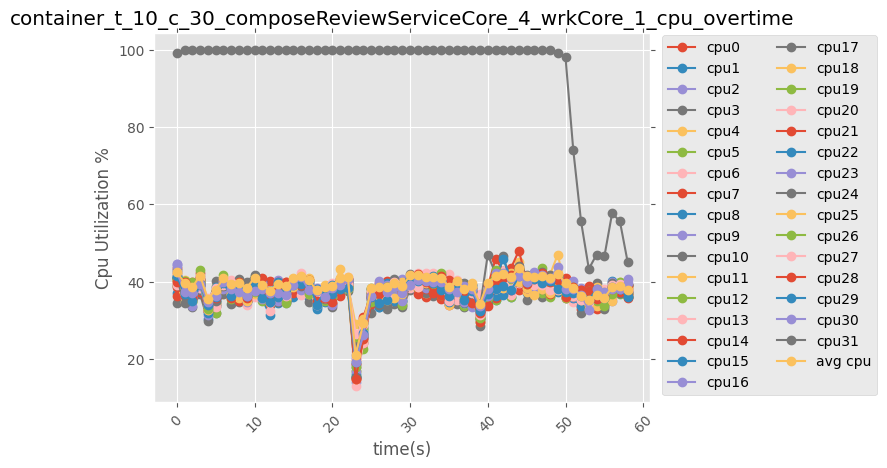 container_t_10_c_30_composeReviewServiceCore_4_wrkCore_1_cpu_overtime
100
80
60
40
20
0
10
20
30
40
50
60
Cpu Utilization %
time(s)
cpu0
cpu1
cpu2
cpu3
cpu4
cpu5
cpu6
cpu7
cpu8
cpu9
cpu10
cpu11
cpu12
cpu13
cpu14
cpu15
cpu16
cpu17
cpu18
cpu19
cpu20
cpu21
cpu22
cpu23
cpu24
cpu25
cpu26
cpu27
cpu28
cpu29
cpu30
cpu31
avg cpu